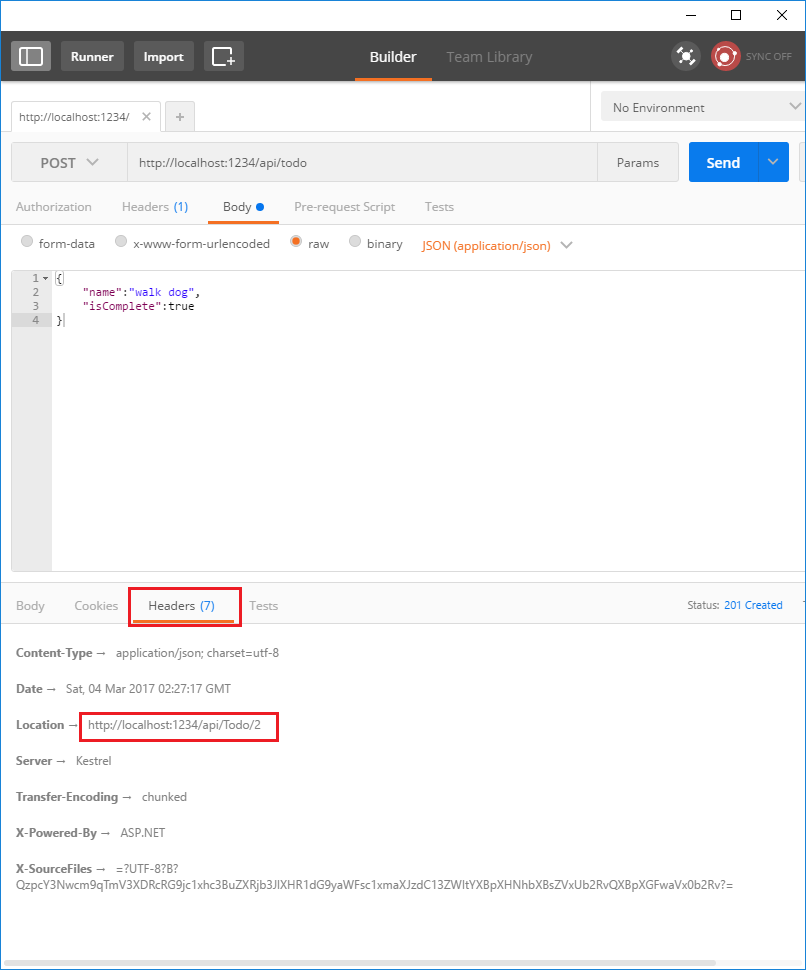 Runner Import Builder Team Library SYNC OFF
http://localhost:1234/ No Environment
POST http://localhost:1234/api/todo Params Send
Authorization Headers (1) Body Pre-request Script Tests
form-data x-www-form-urlencoded raw binary JSON (application/json)
1 {
2 "name":"walk dog",
3 "isComplete":true
4 }
Body Cookies Headers (7) Tests Status: 201 Created
Content-Type → application/json; charset=utf-8
Date → Sat, 04 Mar 2017 02:27:17 GMT
Location → http://localhost:1234/api/Todo/2
Server → Kestrel
Transfer-Encoding → chunked
X-Powered-By → ASP.NET
X-SourceFiles → =?UTF-8?B?